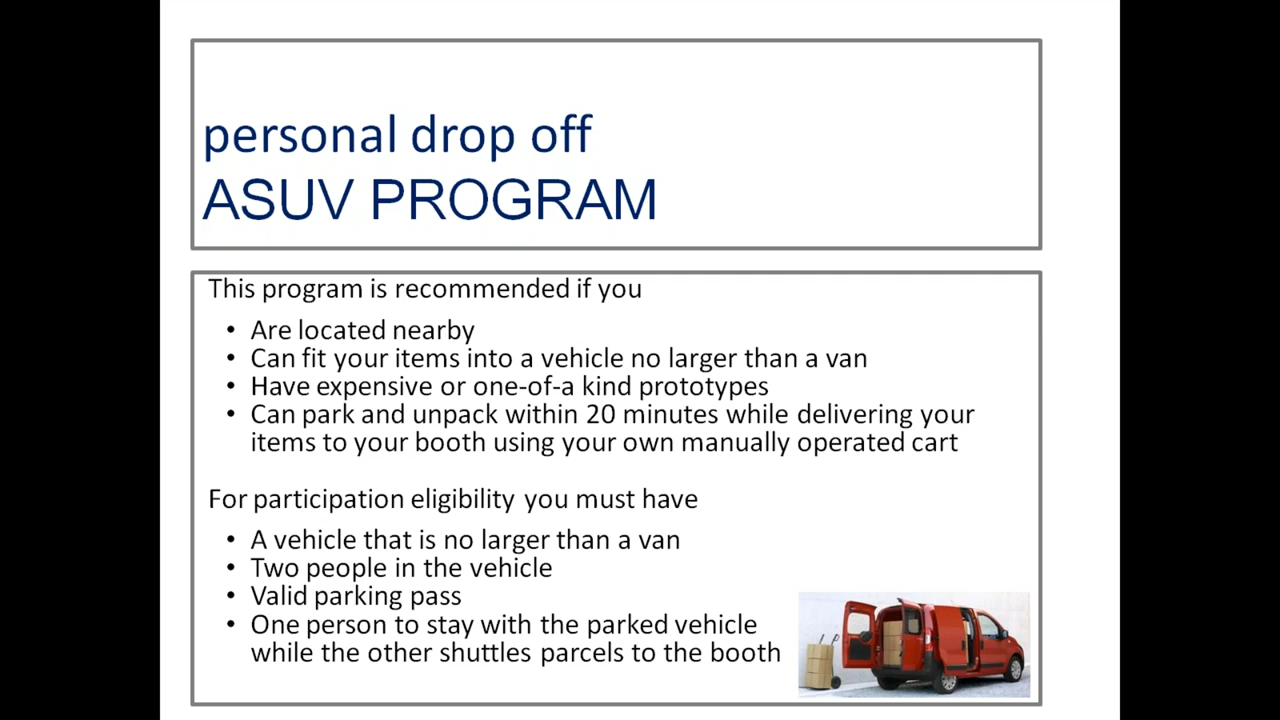 personal drop off
ASUV PROGRAM
This program is recommended if you
• Are located nearby
• Can fit your items into a vehicle no larger than a van
• Have expensive or one-of-a kind prototypes
• Can park and unpack within 20 minutes while delivering your
items to your booth using your own manually operated cart
For participation eligibility you must have
• A vehicle that is no larger than a van
• Two people in the vehicle
• Valid parking pass
• One person to stay with the parked vehicle
while the other shuttles parcels to the booth